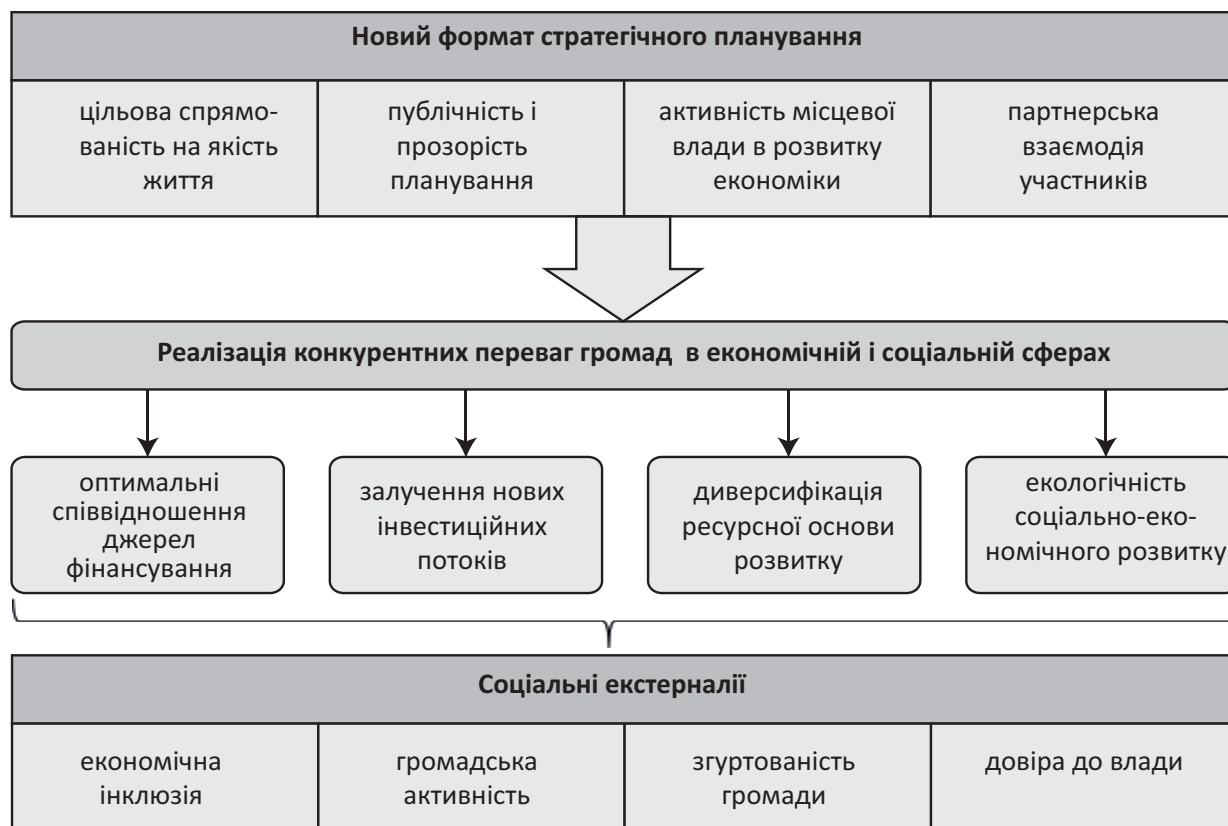 Новий формат стратегічного планування
цільова спрямо-
ваність на якість
життя
публічність і
прозорість
планування
активність місцевої
влади в розвитку
економіки
партнерська
взаємодія
учасників
Реалізація конкурентних переваг громад в економічній і соціальній сферах
оптимальні
співвідношення
джерел
фінансування
залучення нових
інвестиційних
потоків
диверсифікація
ресурсної основи
розвитку
екологічність
соціально-еко-
номічного розвитку
Соціальні екстерналії
економічна
інклюзія
громадська
активність
згуртованість
громади
довіра до влади